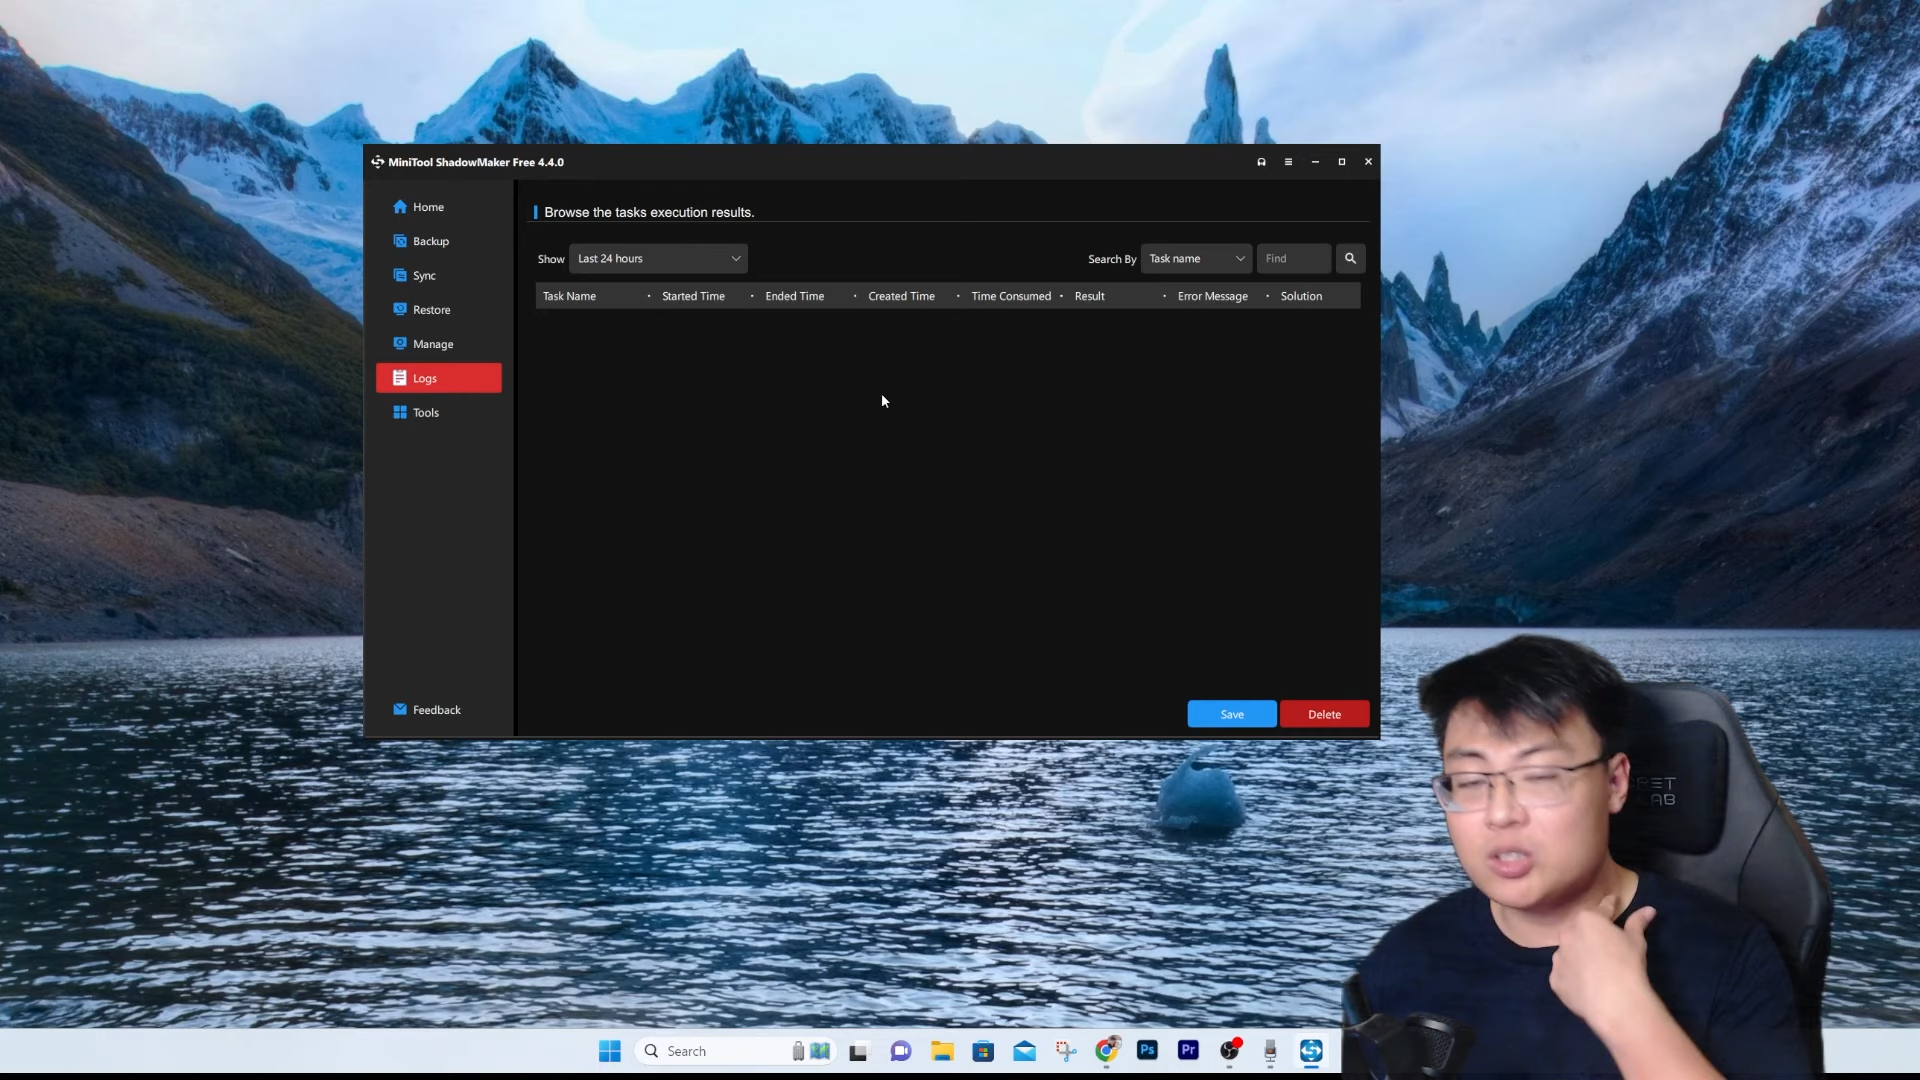 MiniTool ShadowMaker Free 4.4.0
Home
Backup
Sync
Restore
Manage
Logs
Tools
Feedback
Browse the tasks execution results.
Show Last 24 hours Search By Task name Find
Task Name Started Time Ended Time Created Time Time Consumed Result Error Message Solution
Save Delete
Search
Ps
Pr